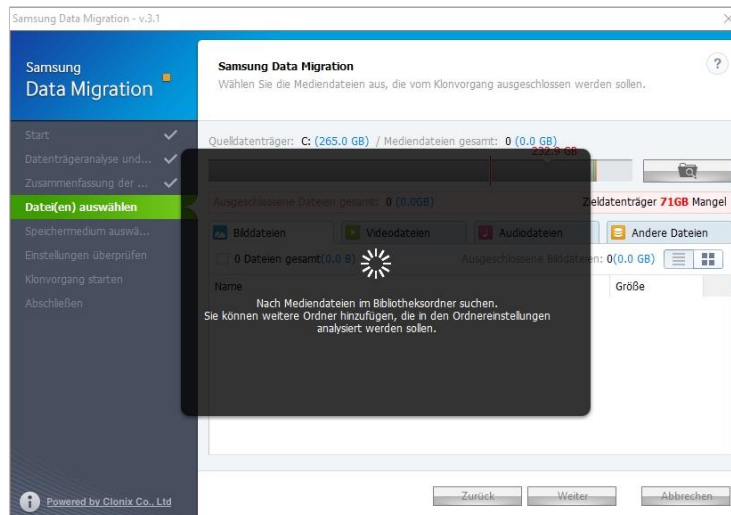 Samsung Data Migration - v.3.1
Samsung
Data Migration
Start
Datenträgeranalyse und...
Zusammenfassung der ...
Datei(en) auswählen
Speichermedium auswä...
Einstellungen überprüfen
Klonvorgang starten
Abschließen
Powered by Clonix Co., Ltd
Samsung Data Migration
Wählen Sie die Mediendateien aus, die vom Klonvorgang ausgeschlossen werden sollen.
?
Quelldatenträger: C: (265.0 GB) / Mediendateien gesamt: 0 (0.0 GB)
232.9 GB
Ausgeschlossene Dateien gesamt: 0 (0.0GB)
Zieldatenträger 71GB Mangel
Bilddateien
Videodateien
Audiodateien
Andere Dateien
0 Dateien gesamt(0.0 B)
Ausgeschlossene Bilddateien: 0(0.0 GB)
Name
Größe
Nach Mediendateien im Bibliotheksordner suchen.
Sie können weitere Ordner hinzufügen, die in den Ordnereinstellungen
analysiert werden sollen.
Zurück
Weiter
Abbrechen